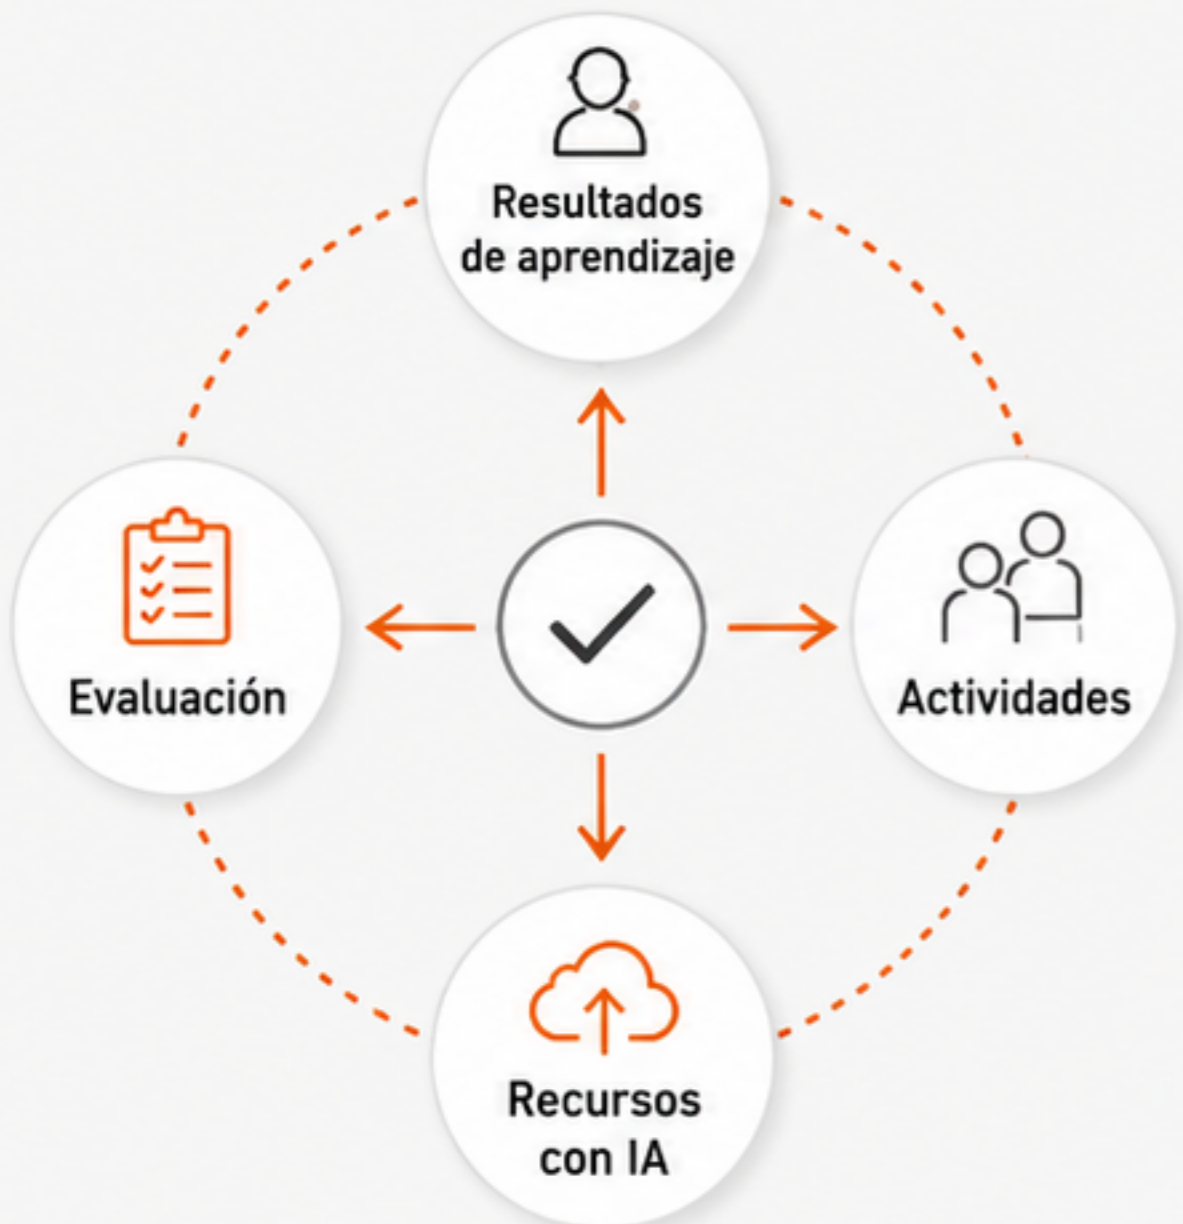 Resultados
de aprendizaje
Evaluación
Actividades
Recursos
con IA